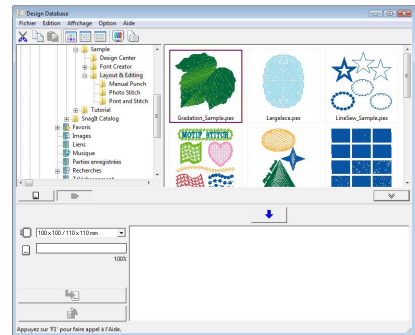 Design Database
Fichier Edition Affichage Option Aide
Sample
Design Center
Font Creator
Layout & Editing
Manual Punch
Photo Stitch
Print and Stitch
Tutorial
SnagIt Catalog
Favoris
Images
Liens
Musique
Parties enregistrées
Recherches
Gradation_Sample.pes
Largelace.pes
LineSew_Sample.pes
MOTIF STITCH
100 x 100 / 110 x 110 mm
100%
Appuyez sur 'F1' pour faire appel à l'Aide.